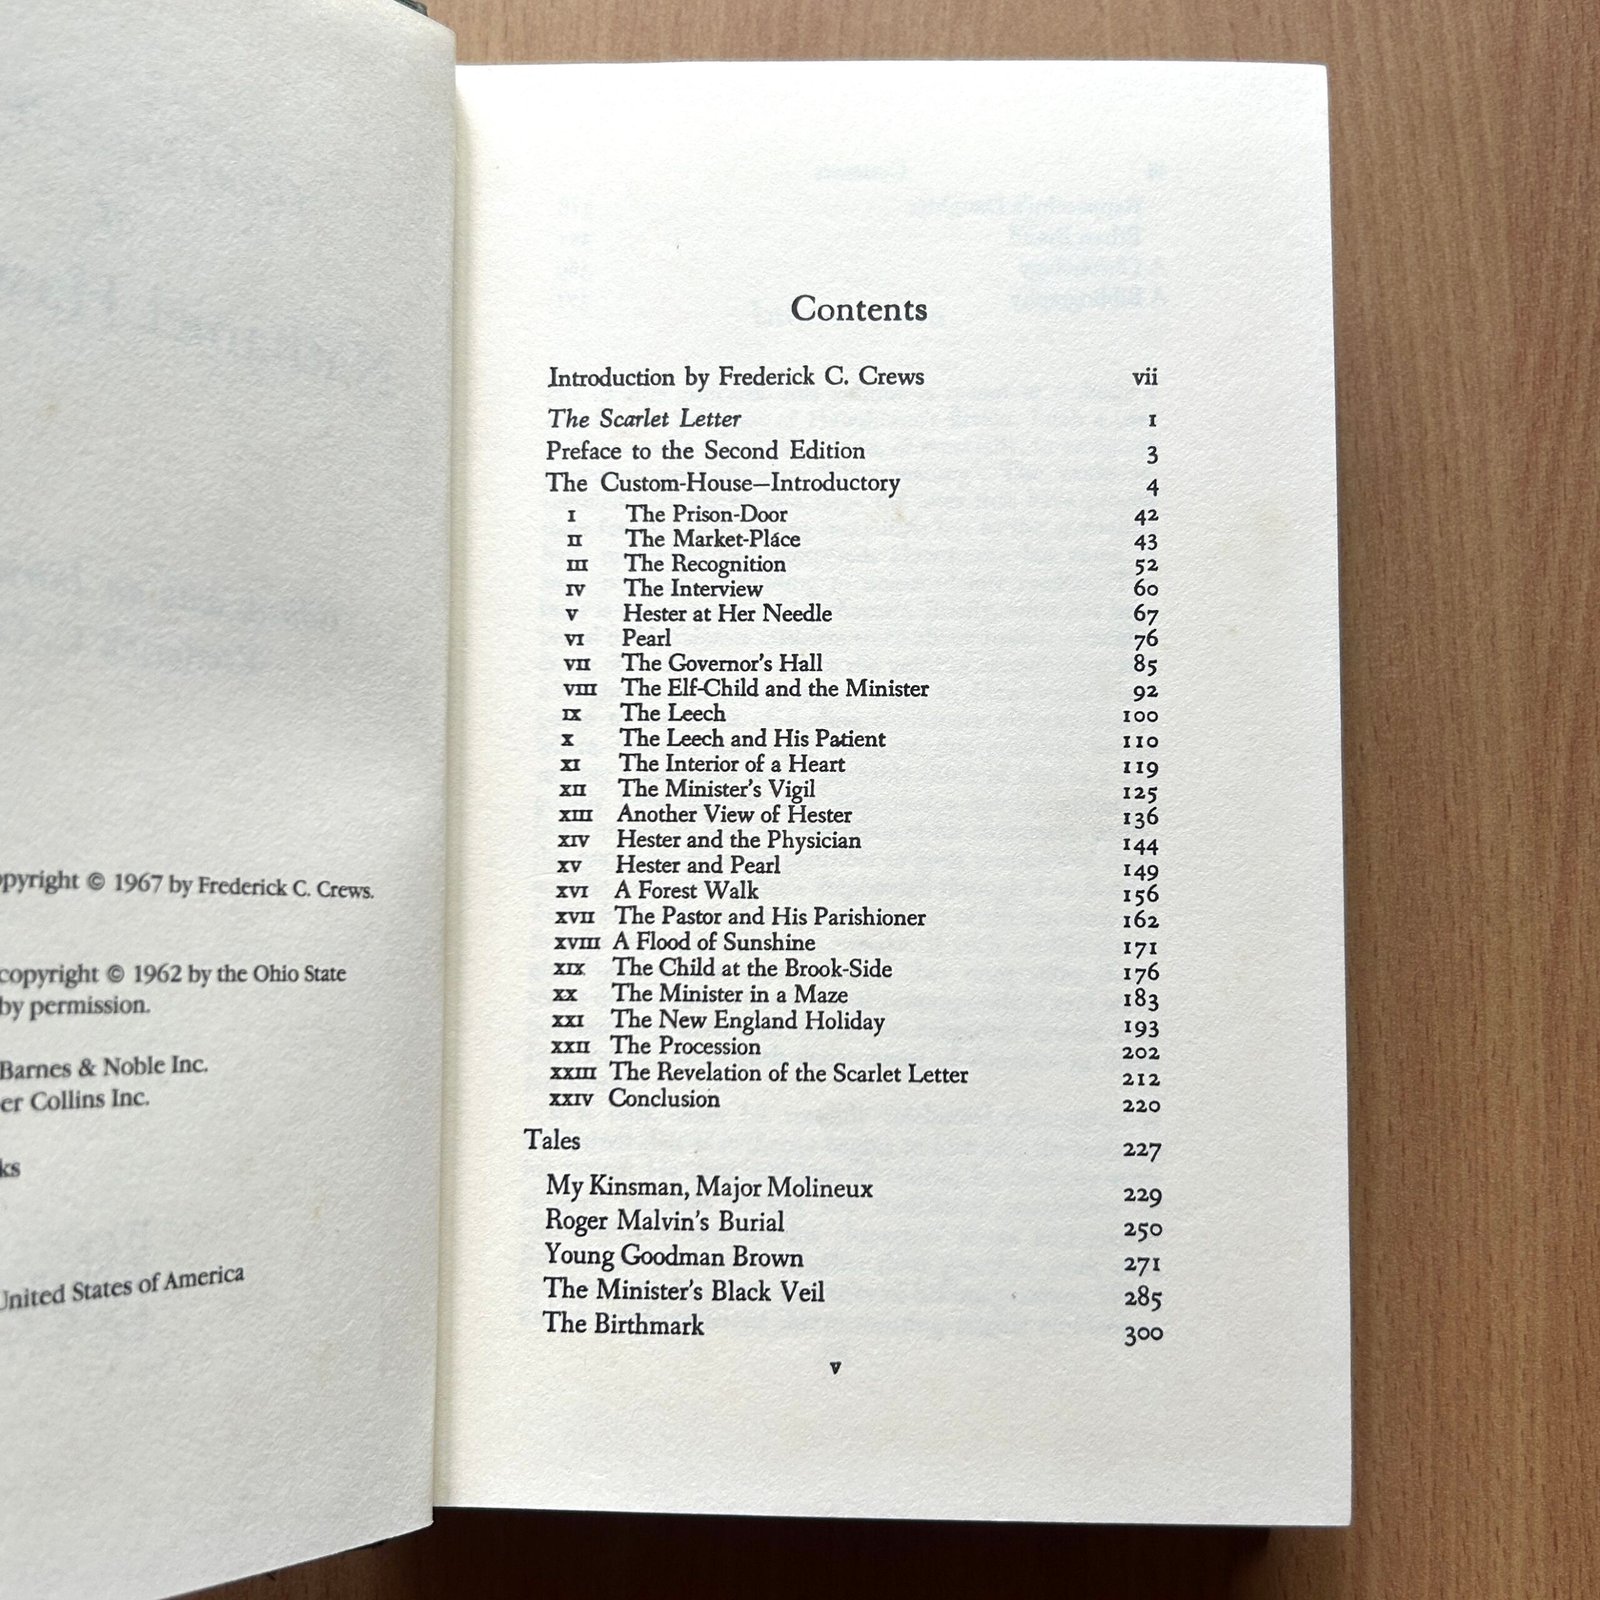 opyright © 1967 by Frederick C. Crews.
copyright © 1962 by the Ohio State
by permission.
Barnes & Noble Inc.
er Collins Inc.
ks
United States of America
Contents
Introduction by Frederick C. Crews vii
The Scarlet Letter 1
Preface to the Second Edition 3
The Custom-House—Introductory 4
I The Prison-Door 42
II The Market-Place 43
III The Recognition 52
IV The Interview 60
V Hester at Her Needle 67
VI Pearl 76
VII The Governor's Hall 85
VIII The Elf-Child and the Minister 92
IX The Leech 100
X The Leech and His Patient 110
XI The Interior of a Heart 119
XII The Minister's Vigil 125
XIII Another View of Hester 136
XIV Hester and the Physician 144
XV Hester and Pearl 149
XVI A Forest Walk 156
XVII The Pastor and His Parishioner 162
XVIII A Flood of Sunshine 171
XIX The Child at the Brook-Side 176
XX The Minister in a Maze 183
XXI The New England Holiday 193
XXII The Procession 202
XXIII The Revelation of the Scarlet Letter 212
XXIV Conclusion 220
Tales 227
My Kinsman, Major Molineux 229
Roger Malvin's Burial 250
Young Goodman Brown 271
The Minister's Black Veil 285
The Birthmark 300
v